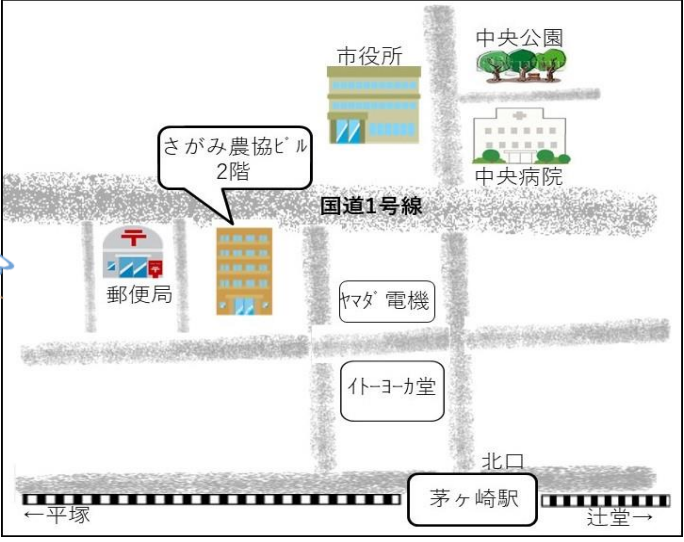 中央公園
市役所
さがみ農協ﾋﾞﾙ
2階
中央病院
国道1号線
〒
郵便局
ﾔﾏﾀﾞ電機
ｲﾄｰﾖｰｶ堂
北口
茅ヶ崎駅
←平塚
辻堂→